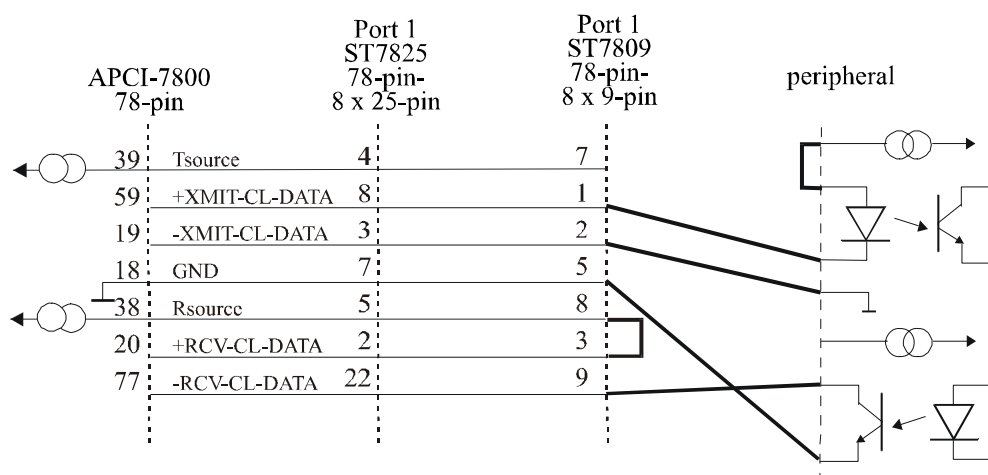 Port 1
ST7825
78-pin-
8 x 25-pin
Port 1
ST7809
78-pin-
8 x 9-pin
APCI-7800
78-pin
peripheral
39 Tsource 4 7
59 +XMIT-CL-DATA 8 1
19 -XMIT-CL-DATA 3 2
18 GND 7 5
38 Rsource 5 8
20 +RCV-CL-DATA 2 3
77 -RCV-CL-DATA 22 9